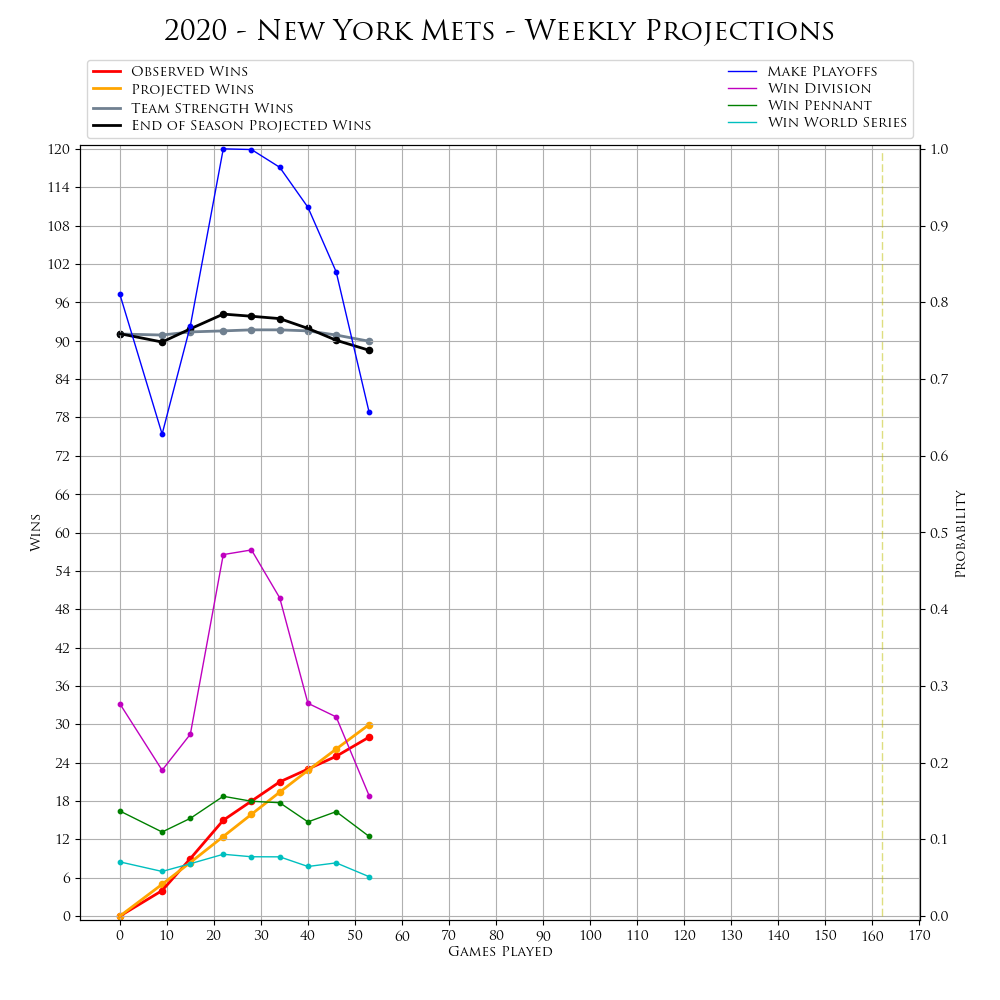 2020 - New York Mets - Weekly Projections
Observed Wins
Projected Wins
Team Strength Wins
End of Season Projected Wins
Make Playoffs
Win Division
Win Pennant
Win World Series
120
114
108
102
96
90
84
78
72
66
60
54
48
42
36
30
24
18
12
6
0
Wins
1.0
0.9
0.8
0.7
0.6
0.5
0.4
0.3
0.2
0.1
0.0
Probability
0 10 20 30 40 50 60 70 80 90 100 110 120 130 140 150 160 170
Games Played